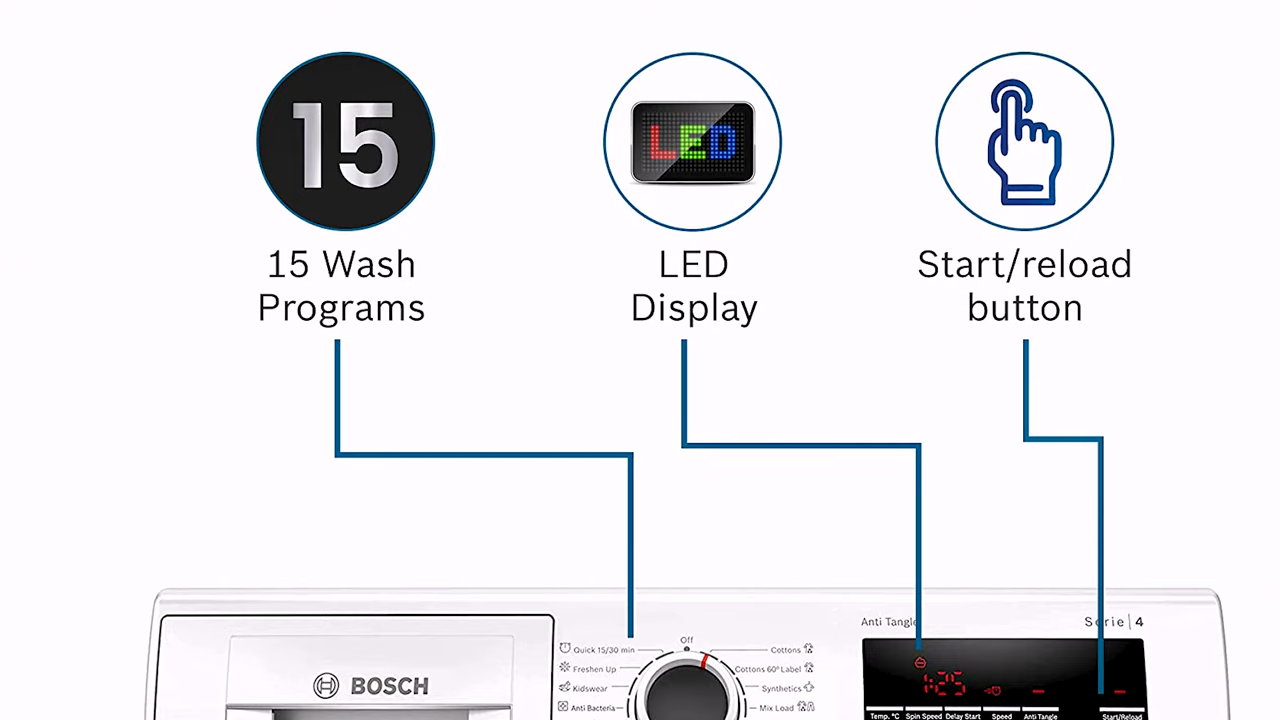 15
LED
15 Wash
Programs
LED
Display
Start/reload
button
Anti Tangle
Serie | 4
Off
Quick 15/30 min
Freshen Up
Kidswear
Anti Bacteria
Cottons
Cottons 60° Label
Synthetics
Mix Load
BOSCH
1:25
Temp. °C
Spin Speed
Delay Start
Speed
Anti Tangle
Start/Reload